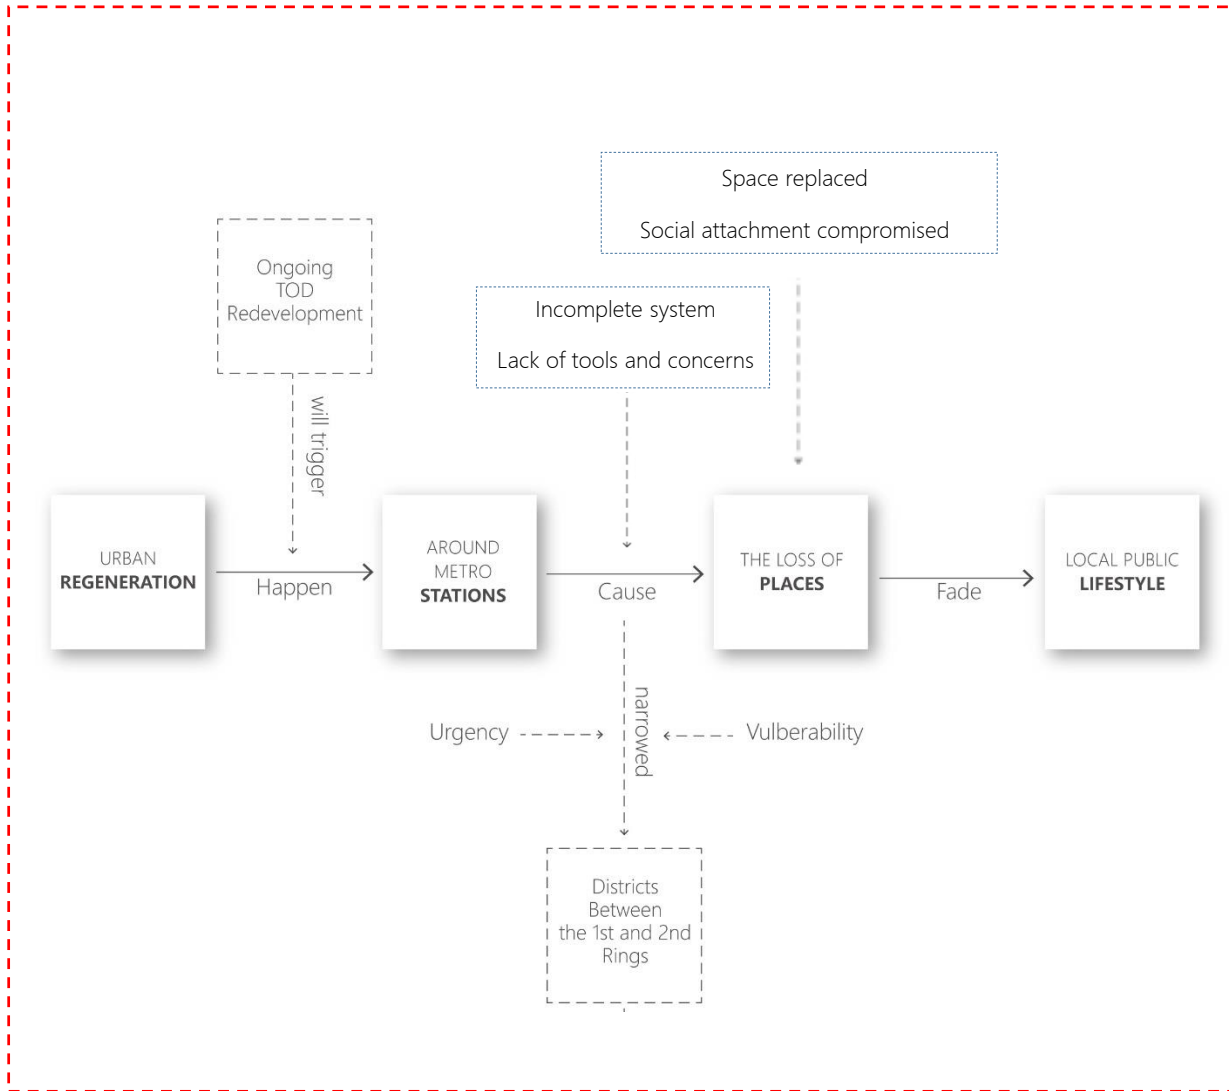 Space replaced
Social attachment compromised
Ongoing
TOD
Redevelopment
Incomplete system
Lack of tools and concerns
will trigger
URBAN
REGENERATION
Happen
AROUND
METRO
STATIONS
Cause
THE LOSS OF
PLACES
Fade
LOCAL PUBLIC
LIFESTYLE
narrowed
Urgency
Vulberability
Districts
Between
the 1st and 2nd
Rings